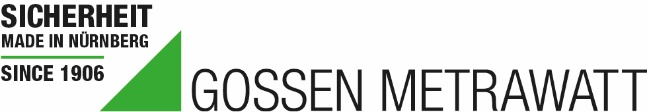 SICHERHEIT
MADE IN NÜRNBERG
SINCE 1906
GOSSEN METRAWATT